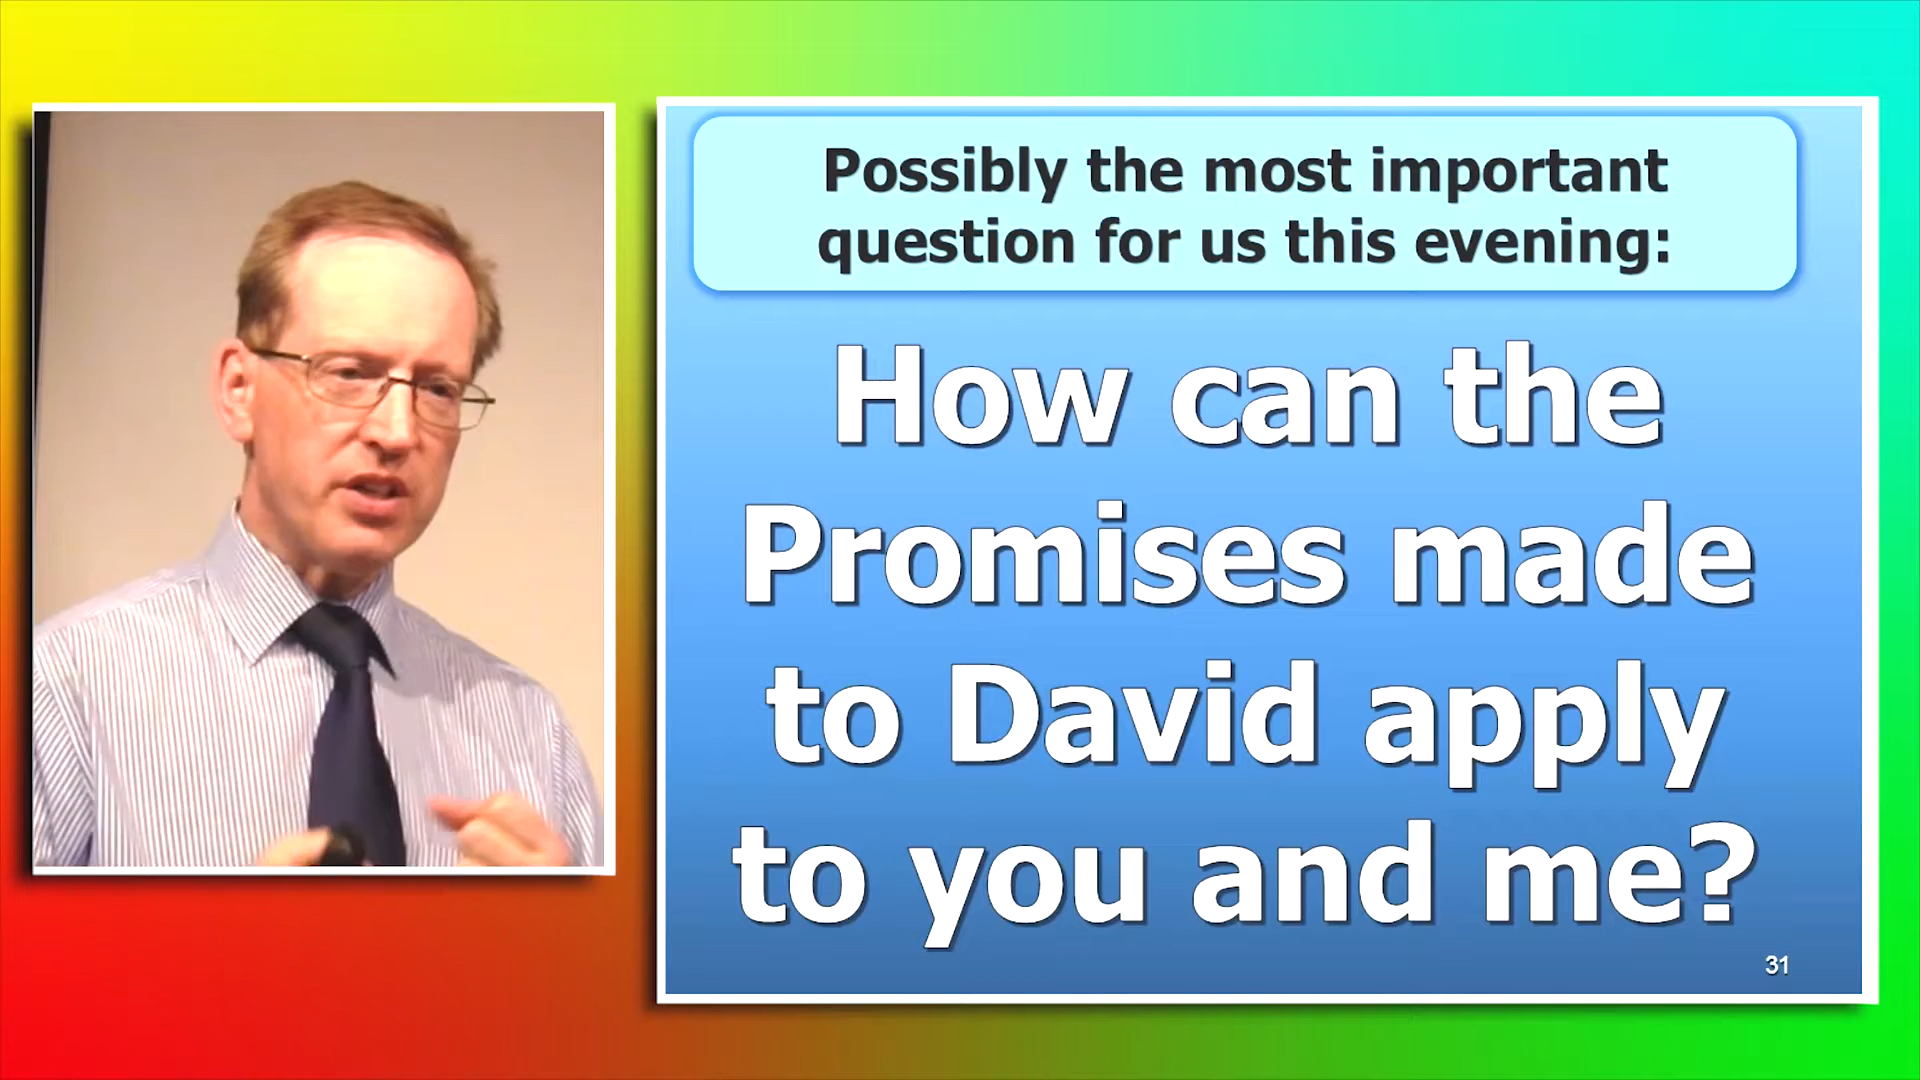 Possibly the most important
question for us this evening:
How can the
Promises made
to David apply
to you and me?
31